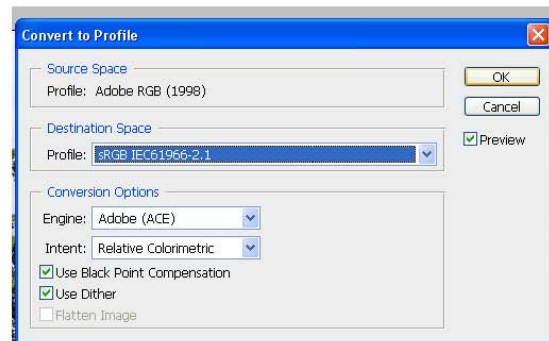 Convert to Profile
Source Space
Profile: Adobe RGB (1998)
OK
Cancel
Destination Space
Preview
Profile: sRGB IEC61966-2.1
Conversion Options
Engine: Adobe (ACE)
Intent: Relative Colorimetric
Use Black Point Compensation
Use Dither
Flatten Image